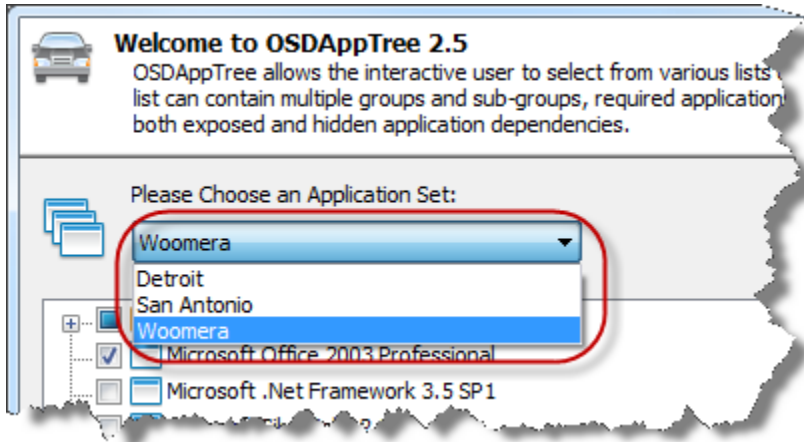 Welcome to OSDAppTree 2.5
OSDAppTree allows the interactive user to select from various lists
list can contain multiple groups and sub-groups, required application
both exposed and hidden application dependencies.
Please Choose an Application Set:
Woomera
Detroit
San Antonio
Woomera
Microsoft Office 2003 Professional
Microsoft .Net Framework 3.5 SP1